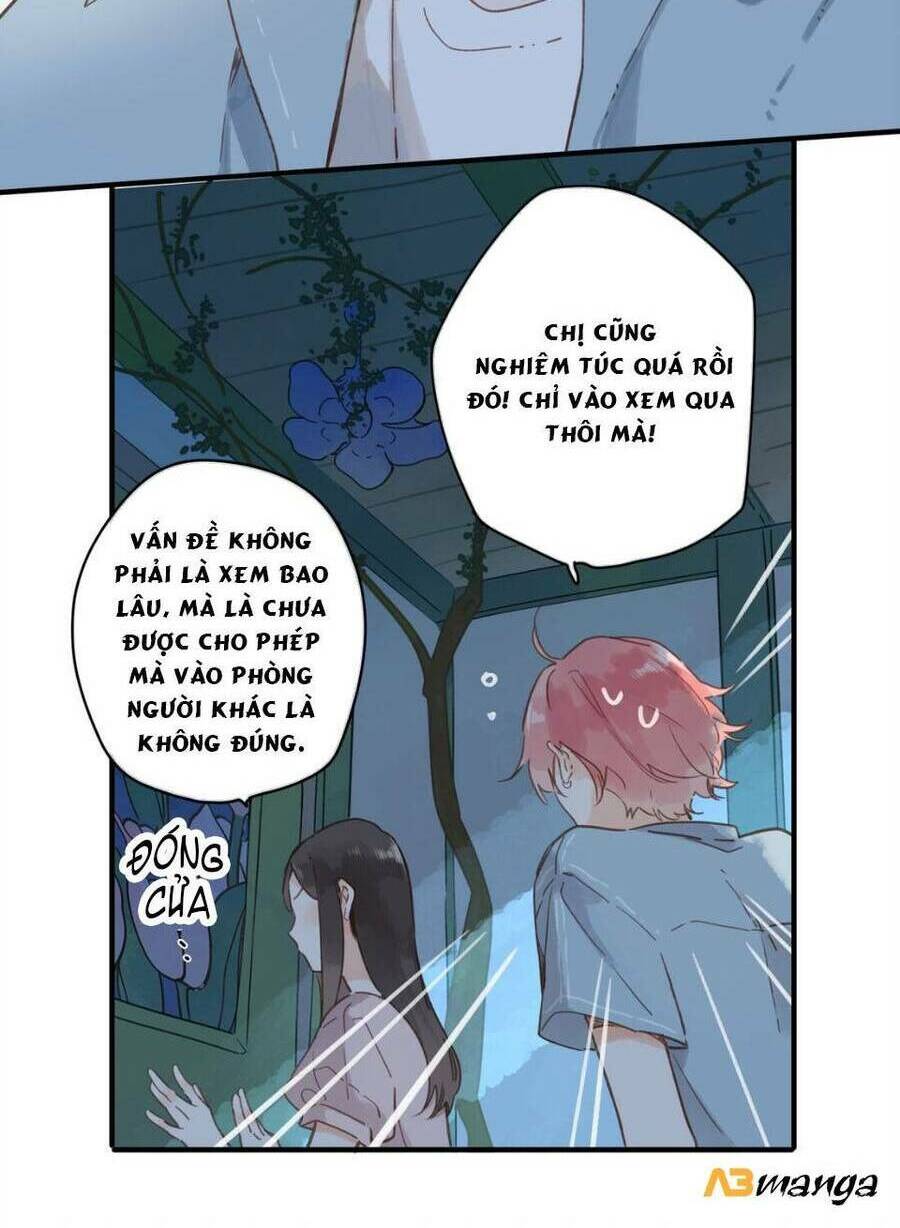 CHỊ CŨNG
NGHIÊM TÚC QUÁ RỒI
ĐÓ! CHỈ VÀO XEM QUA
THÔI MÀ!
VẤN ĐỀ KHÔNG
PHẢI LÀ XEM BAO
LÂU, MÀ LÀ CHƯA
ĐƯỢC CHO PHÉP
MÀ VÀO PHÒNG
NGƯỜI KHÁC LÀ
KHÔNG ĐÚNG.
ĐÓNG
CỬA
...
A3manga